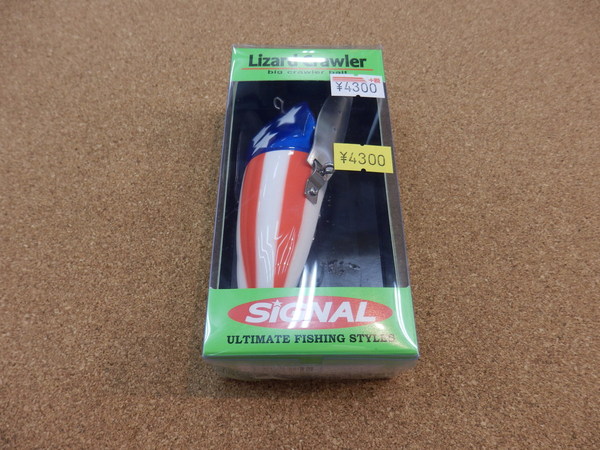 Lizard Crawler
big crawler bait
¥4300
¥4300
SiGNAL
ULTIMATE FISHING STYLES